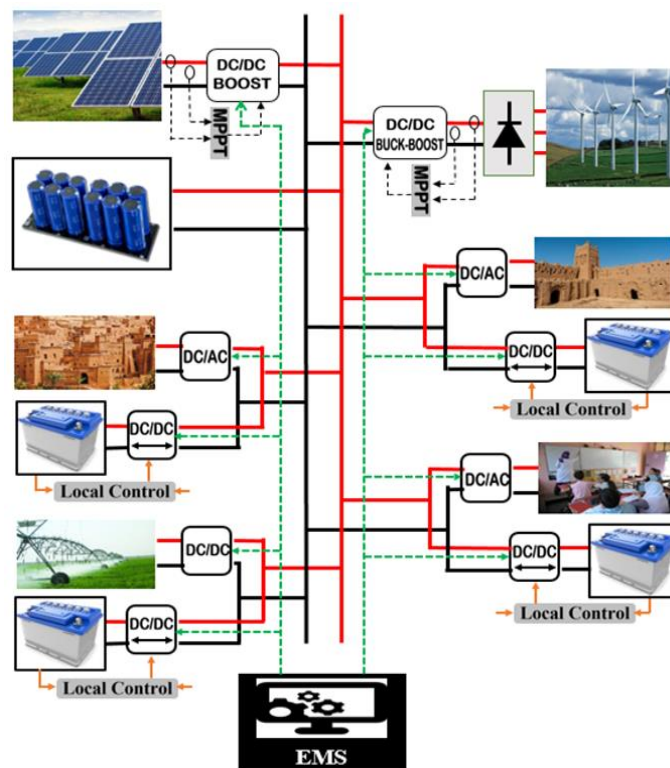 DC/DC
BOOST
MPPT
DC/DC
BUCK-BOOST
MPPT
DC/AC
DC/DC
Local Control
DC/AC
DC/DC
Local Control
DC/AC
DC/DC
Local Control
DC/DC
DC/DC
Local Control
EMS